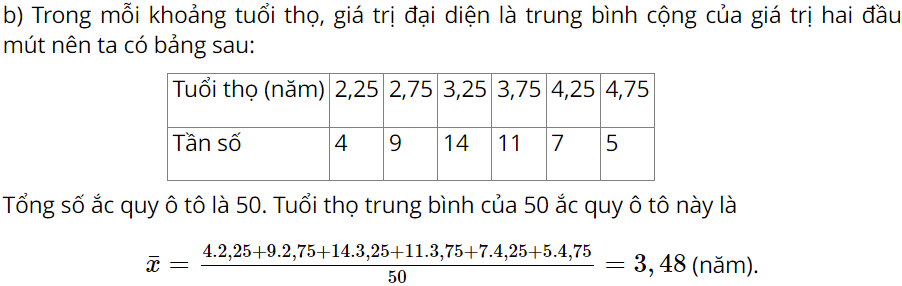 b) Trong mỗi khoảng tuổi thọ, giá trị đại diện là trung bình cộng của giá trị hai đầu
mút nên ta có bảng sau:
Tuổi thọ (năm) 2,25 2,75 3,25 3,75 4,25 4,75
Tần số 4 9 14 11 7 5
Tổng số ắc quy ô tô là 50. Tuổi thọ trung bình của 50 ắc quy ô tô này là
x̄ = \frac{4.2,25+9.2,75+14.3,25+11.3,75+7.4,25+5.4,75}{50} = 3,48 (năm).